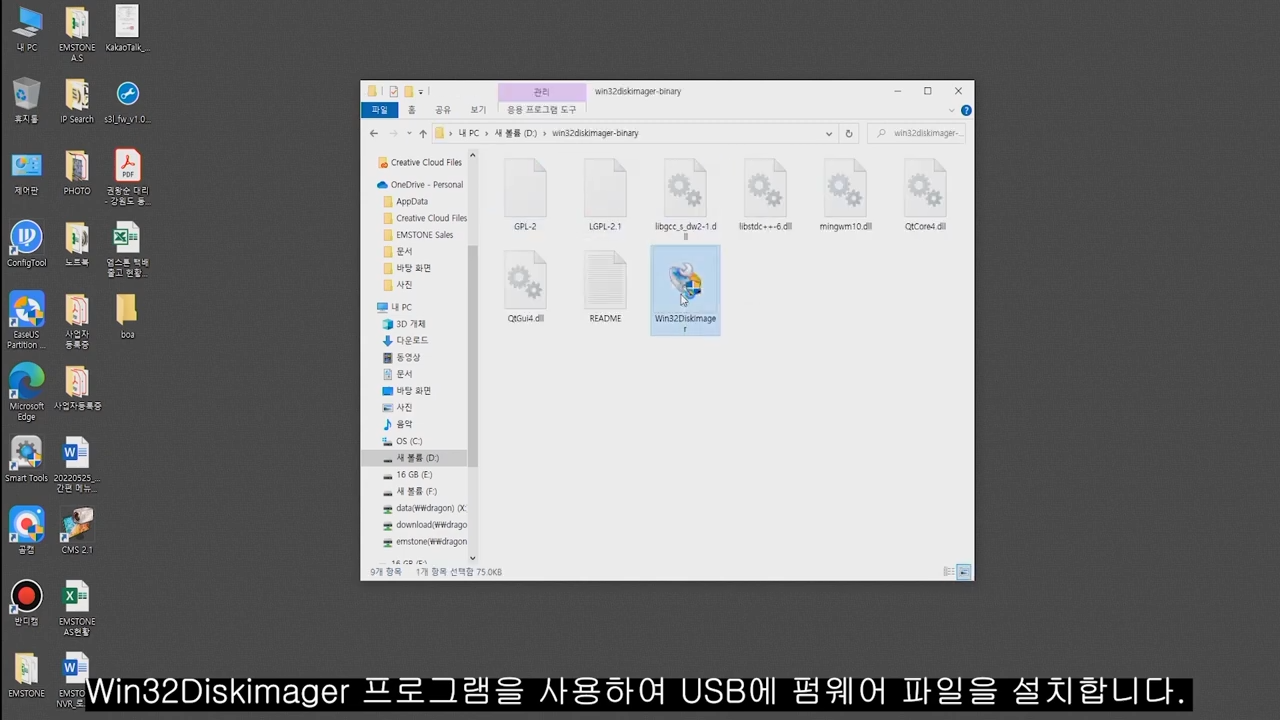 내 PC
EMSTONE
A.S
KakaoTalk_...
휴지통
IP Search
s3l_fw_v1.0...
제어판
PHOTO
권왕순 대리
- 강원도 동...
ConfigTool
노트북
엠스톤 택배
출고 현황...
EaseUS
Partition ...
사업자
등록증
boa
Microsoft
Edge
사업자등록증
Smart Tools
20220525_...
간편 메뉴...
곰캠
CMS 2.1
반디캠
EMSTONE
AS현황
EMSTONE
관리
win32diskimager-binary
파일
홈
공유
보기
응용 프로그램 도구
내 PC > 새 볼륨 (D:) > win32diskimager-binary
win32diskimager-...
Creative Cloud Files
OneDrive - Personal
AppData
Creative Cloud Files
EMSTONE Sales
문서
바탕 화면
사진
내 PC
3D 개체
다운로드
동영상
문서
바탕 화면
사진
음악
OS (C:)
새 볼륨 (D:)
16 GB (E:)
새 볼륨 (F:)
data(₩₩dragon) (X:
download(₩₩drago
emstone(₩₩dragon
GPL-2
LGPL-2.1
libgcc_s_dw2-1.d
ll
libstdc++-6.dll
mingwm10.dll
QtCore4.dll
QtGui4.dll
README
Win32Diskimage
r
9개 항목
1개 항목 선택함 75.0KB
Win32Diskimager 프로그램을 사용하여 USB에 펌웨어 파일을 설치합니다.